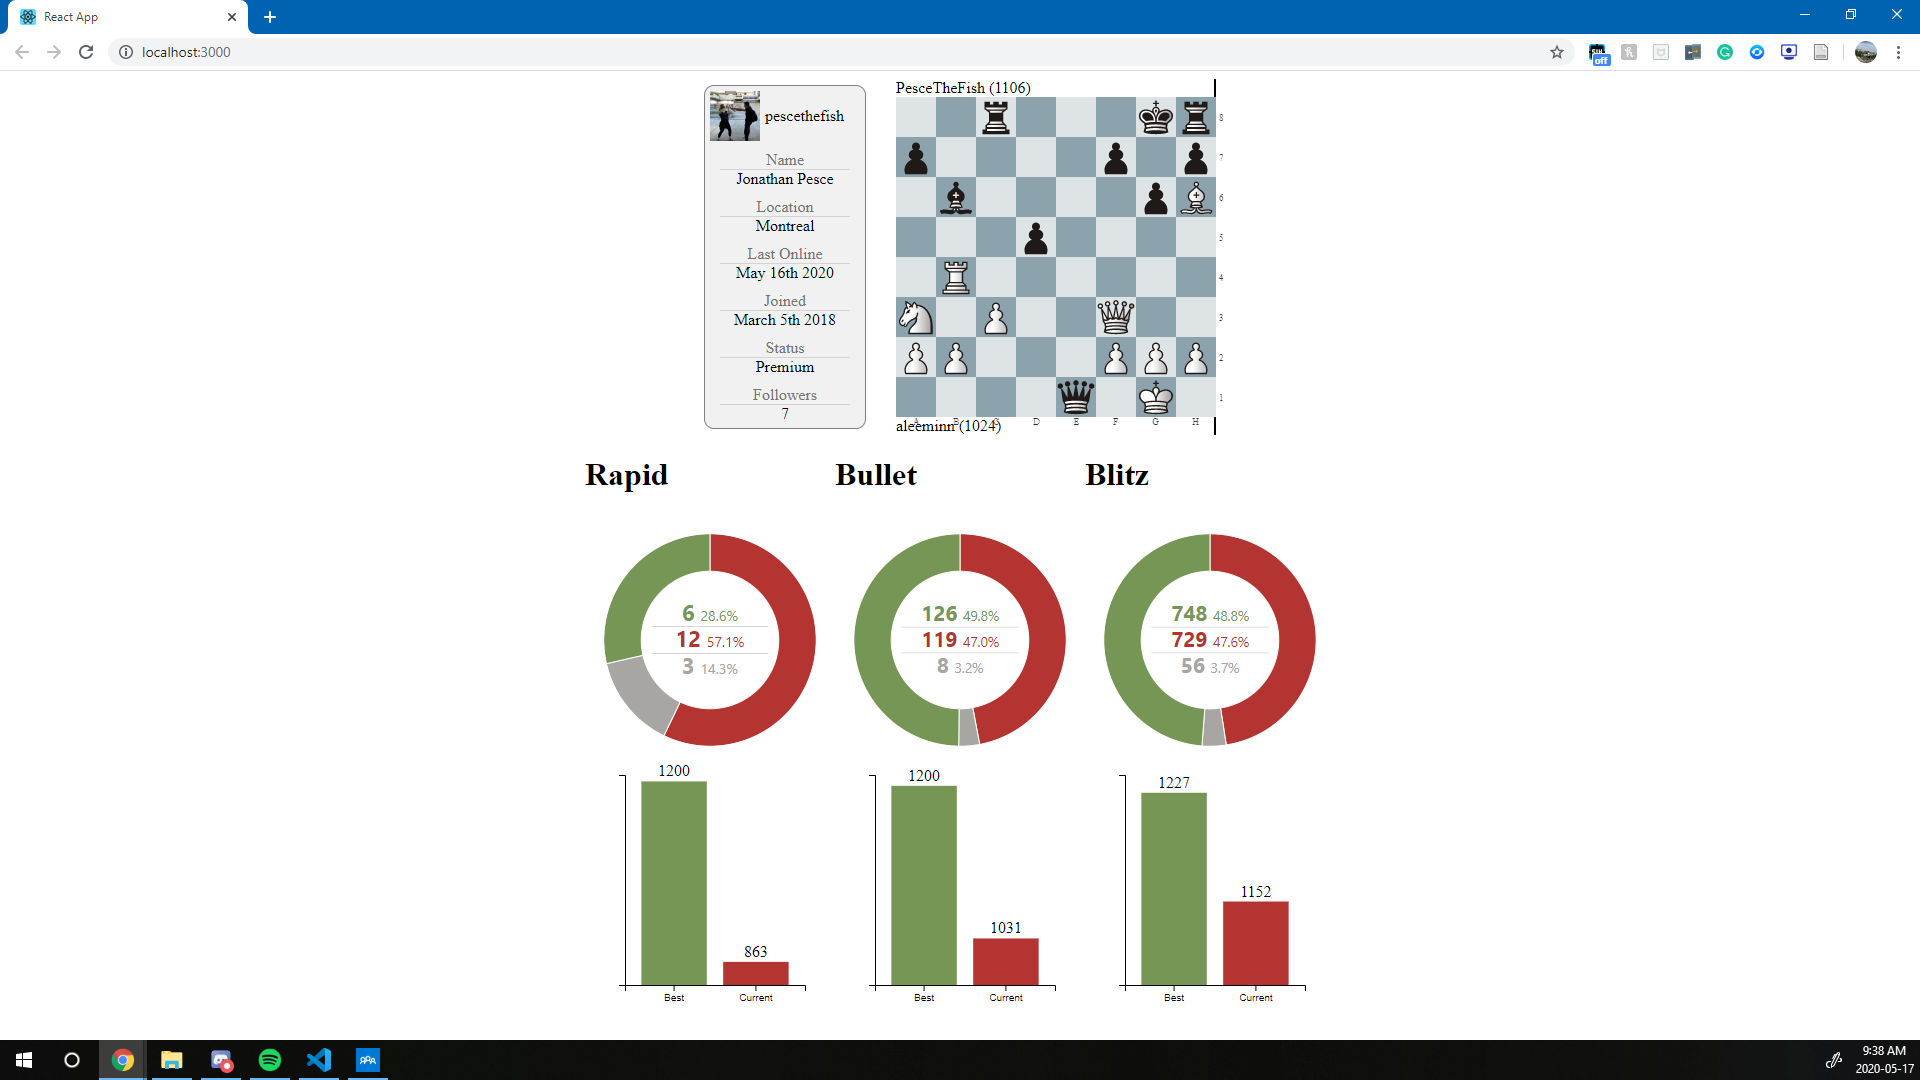 React App
localhost:3000
off
pescethefish
Name
Jonathan Pesce
Location
Montreal
Last Online
May 16th 2020
Joined
March 5th 2018
Status
Premium
Followers
7
PesceTheFish (1106)
8
7
6
5
4
3
2
1
A B C D E F G H
aleeminn (1024)
Rapid Bullet Blitz
6 28.6%
12 57.1%
3 14.3%
126 49.8%
119 47.0%
8 3.2%
748 48.8%
729 47.6%
56 3.7%
1200
863
Best Current
1200
1031
Best Current
1227
1152
Best Current
9:38 AM
2020-05-17